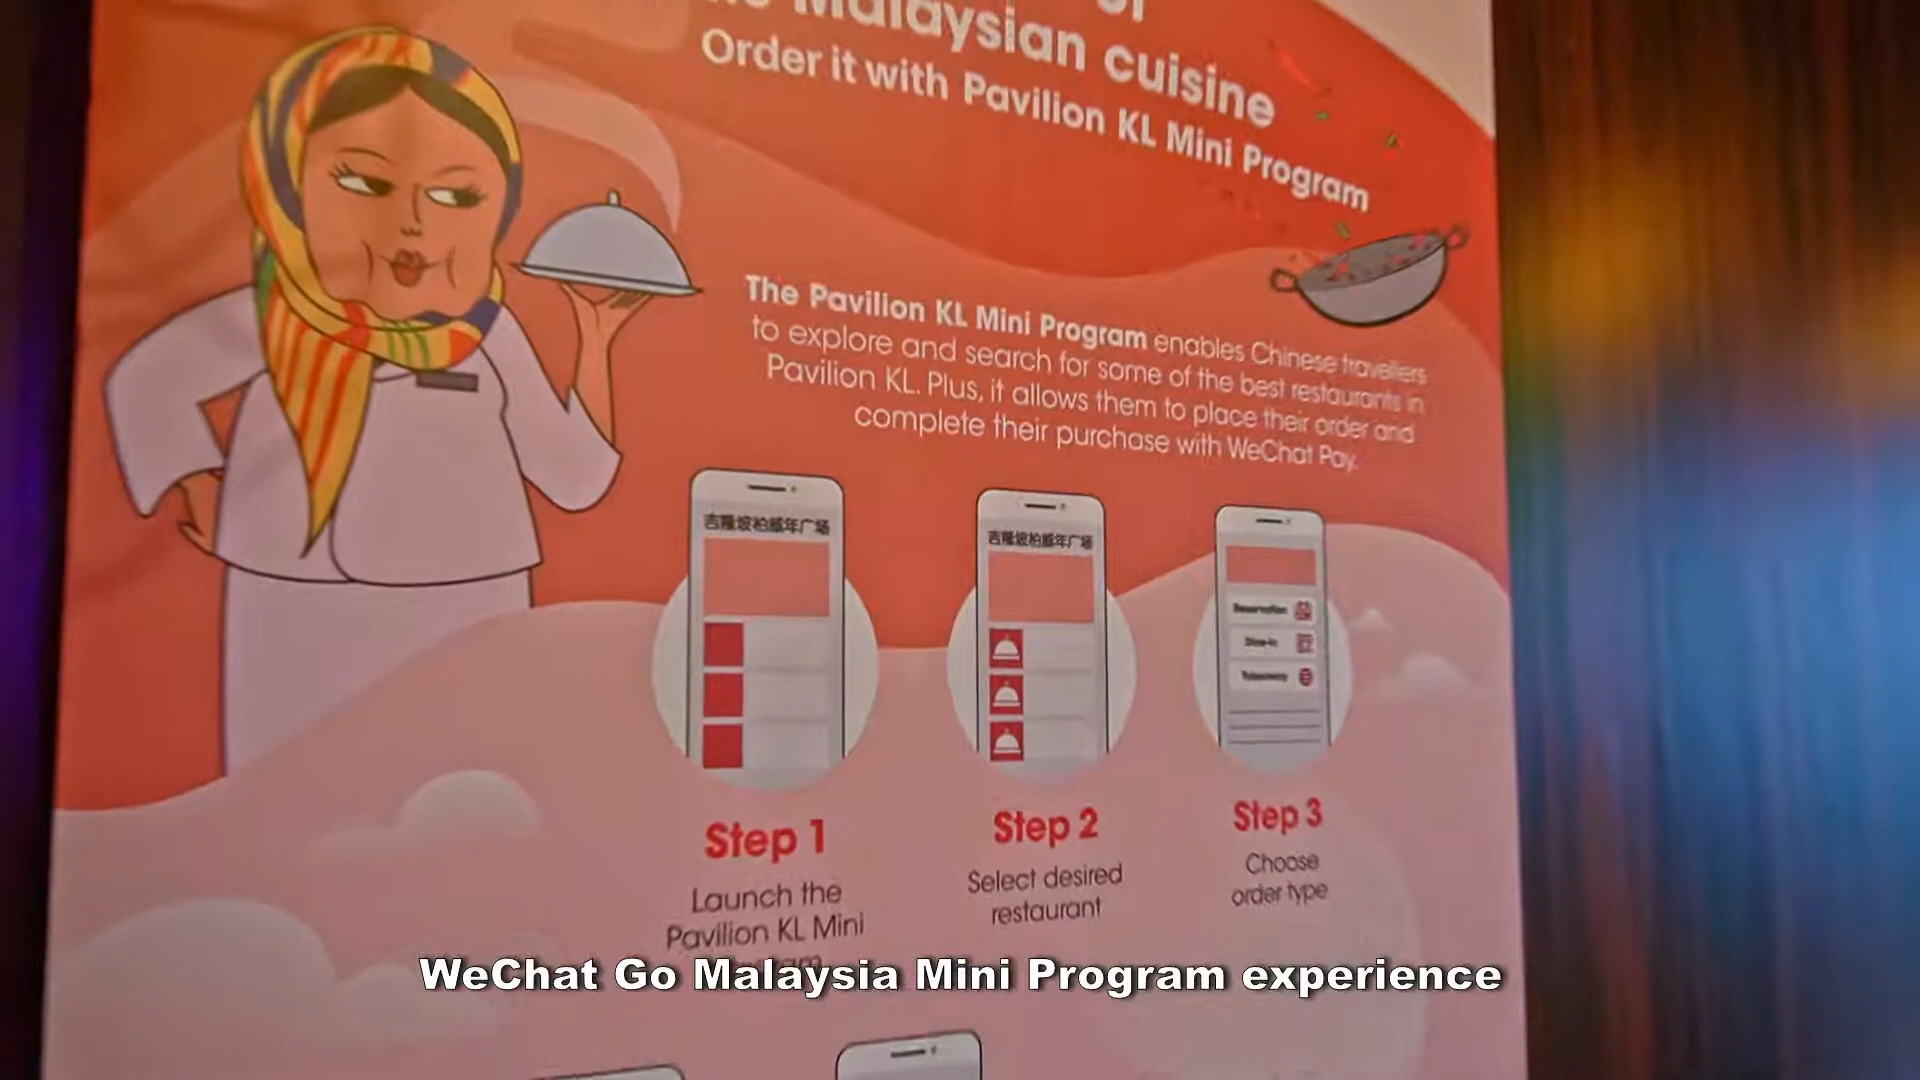 Malaysian cuisine
Order it with Pavilion KL Mini Program
The Pavilion KL Mini Program enables Chinese travellers
to explore and search for some of the best restaurants in
Pavilion KL. Plus, it allows them to place their order and
complete their purchase with WeChat Pay.
吉隆坡柏威年广场
吉隆坡柏威年广场
Reservation
Dine-in
Takeaway
Step 1
Launch the
Pavilion KL Mini
Step 2
Select desired
restaurant
Step 3
Choose
order type
WeChat Go Malaysia Mini Program experience